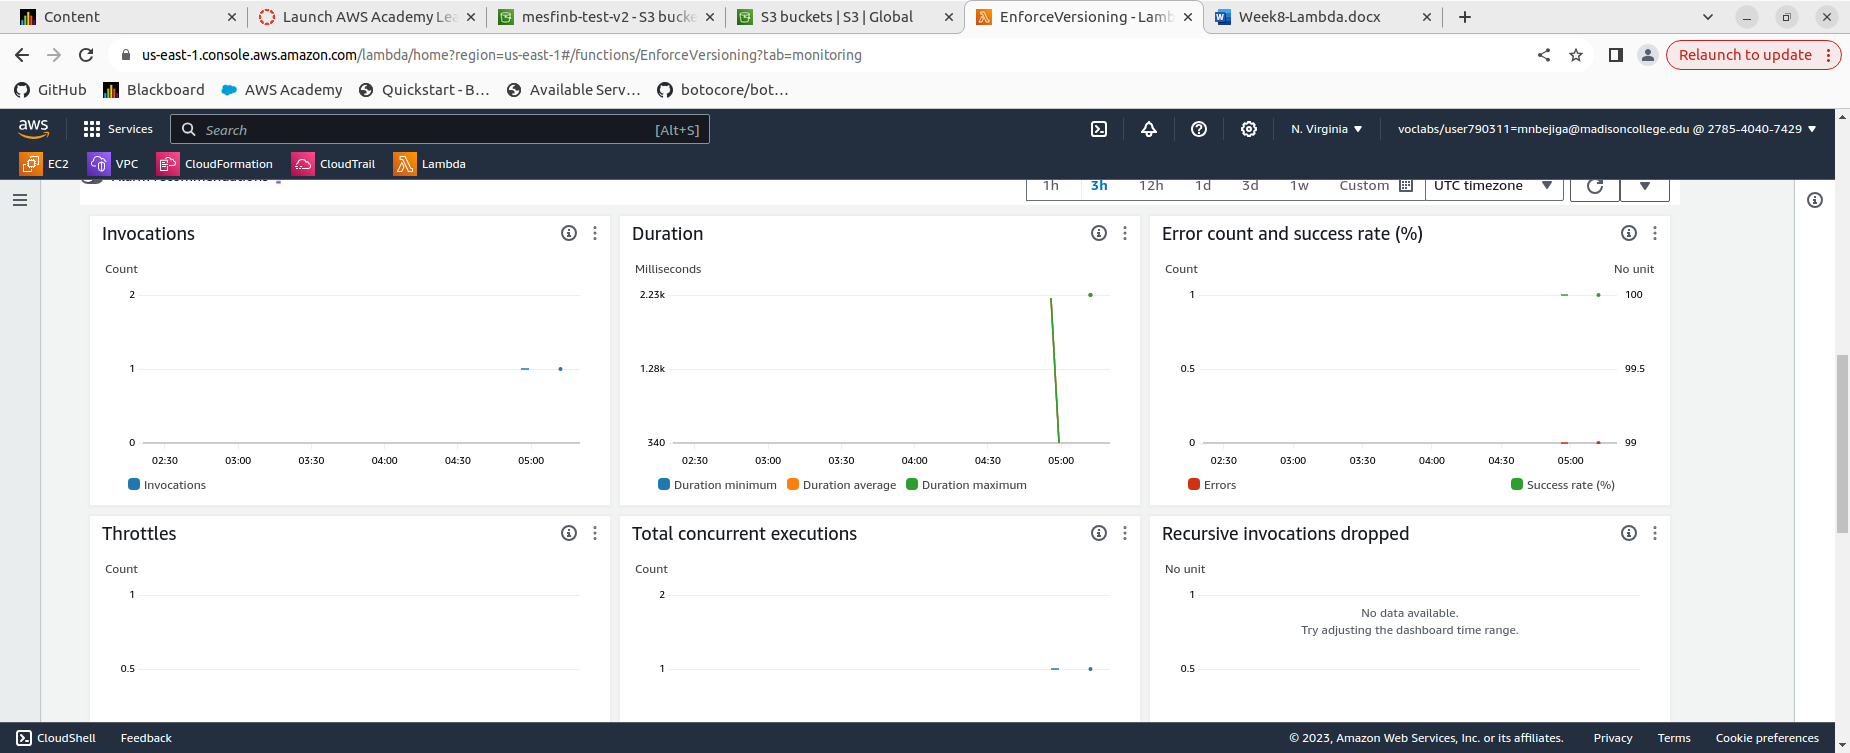 Content
Launch AWS Academy Lea
mesfinb-test-v2 - S3 bucke
S3 buckets | S3 | Global
EnforceVersioning - Lamb
Week8-Lambda.docx
us-east-1.console.aws.amazon.com/lambda/home?region=us-east-1#/functions/EnforceVersioning?tab=monitoring
Relaunch to update
GitHub
Blackboard
AWS Academy
Quickstart - B...
Available Serv...
botocore/bot...
aws
Services
Search
[Alt+S]
N. Virginia
voclabs/user790311=mnbejiga@madisoncollege.edu @ 2785-4040-7429
EC2
VPC
CloudFormation
CloudTrail
Lambda
Alarm recommendations
1h
3h
12h
1d
3d
1w
Custom
UTC timezone
Invocations
Count
2
1
0
02:30 03:00 03:30 04:00 04:30 05:00
Invocations
Duration
Milliseconds
2.23k
1.28k
340
02:30 03:00 03:30 04:00 04:30 05:00
Duration minimum Duration average Duration maximum
Error count and success rate (%)
Count No unit
1 100
0.5 99.5
0 99
02:30 03:00 03:30 04:00 04:30 05:00
Errors Success rate (%)
Throttles
Count
1
0.5
Total concurrent executions
Count
2
1
Recursive invocations dropped
No unit
1
No data available.
Try adjusting the dashboard time range.
0.5
CloudShell
Feedback
© 2023, Amazon Web Services, Inc. or its affiliates.
Privacy
Terms
Cookie preferences